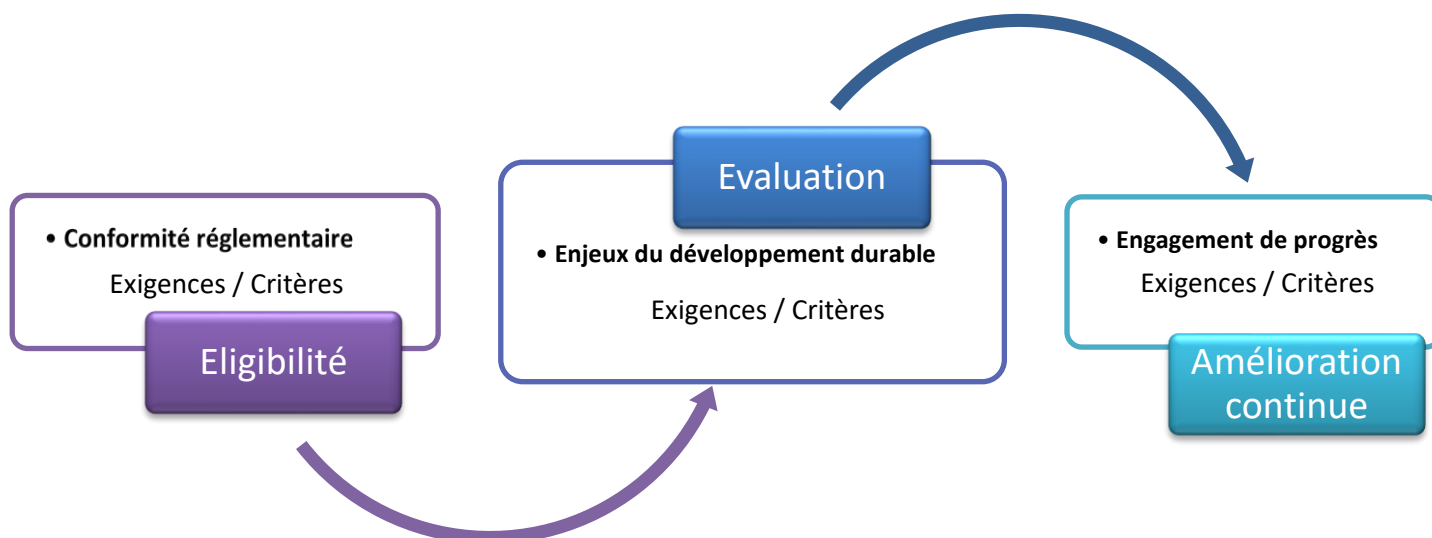 • Conformité réglementaire
Exigences / Critères
Eligibilité
Evaluation
• Enjeux du développement durable
Exigences / Critères
• Engagement de progrès
Exigences / Critères
Amélioration
continue